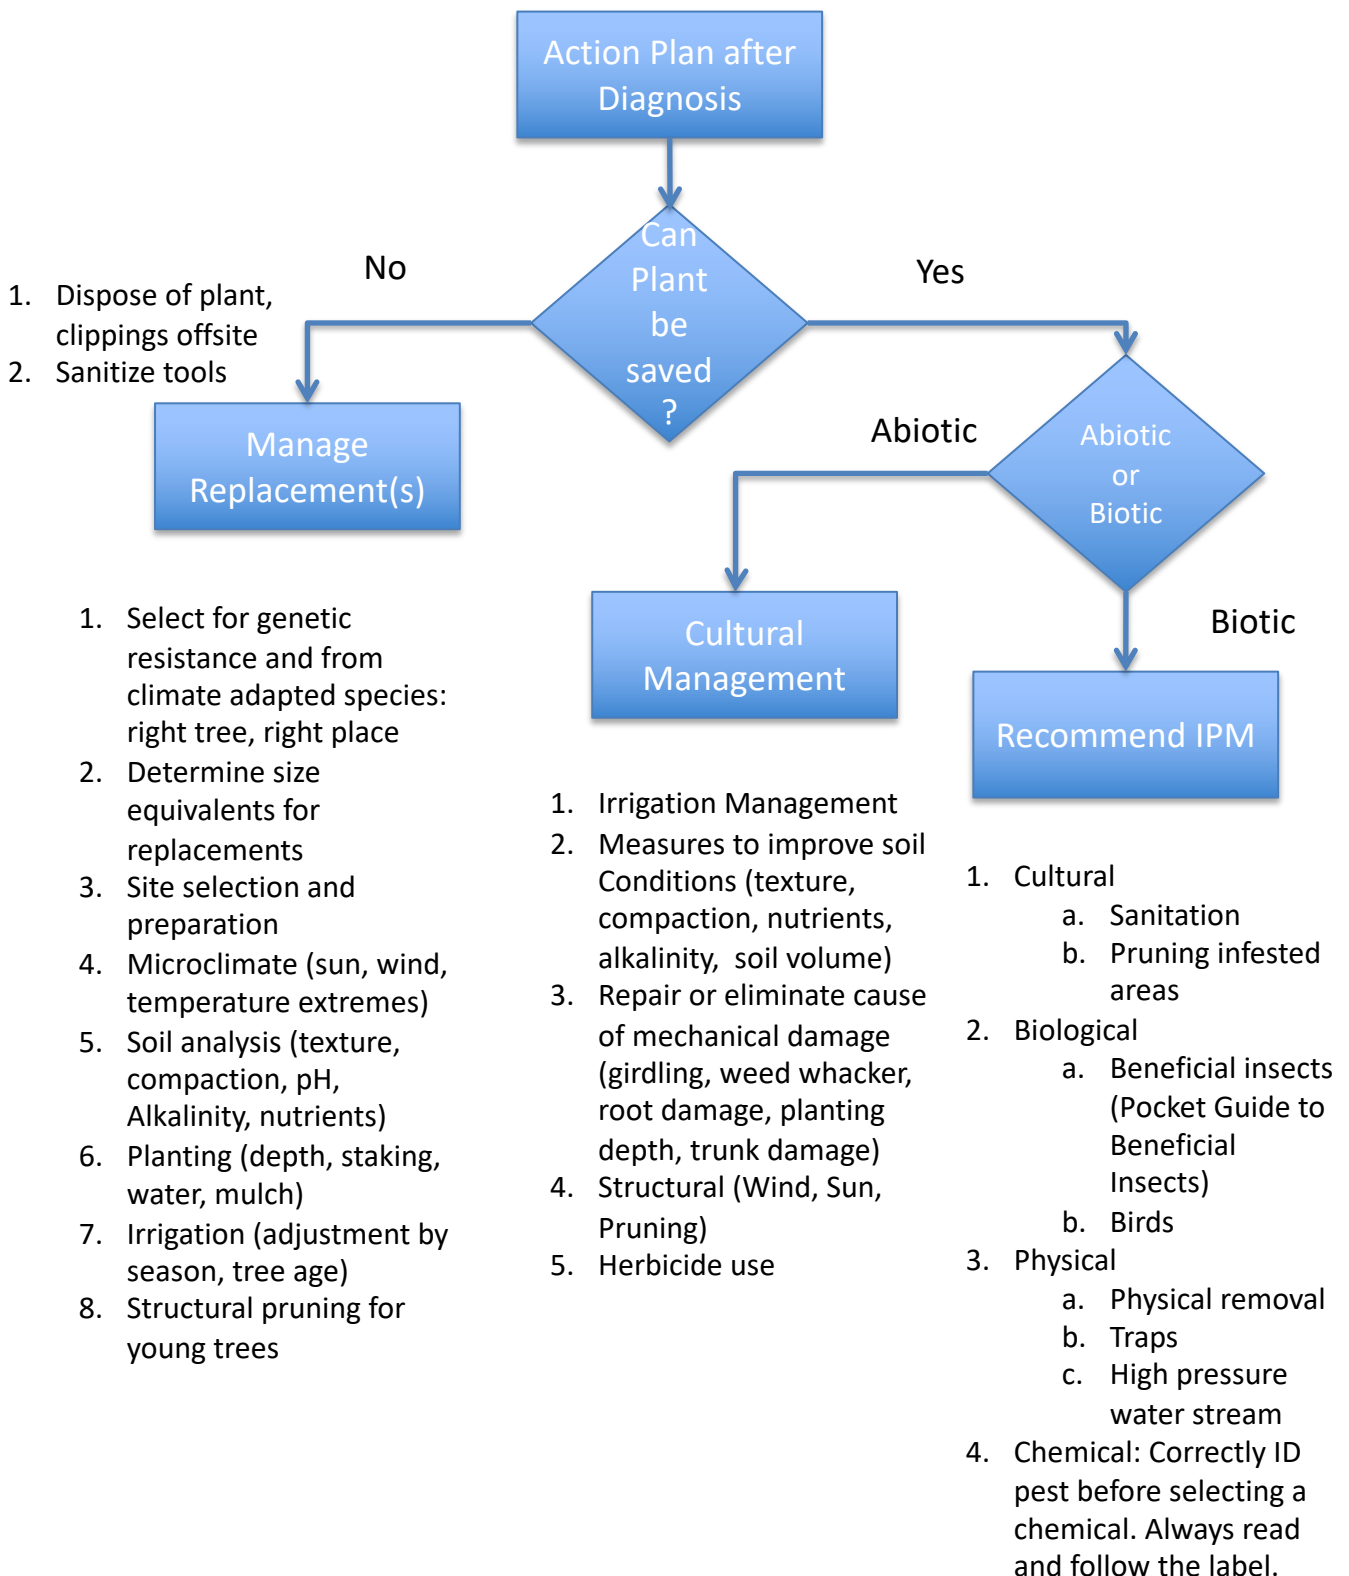 Action Plan after
Diagnosis
Can
Plant
be
saved
?
No
Yes
1. Dispose of plant,
clippings offsite
2. Sanitize tools
Manage
Replacement(s)
Abiotic
Abiotic
or
Biotic
Biotic
1. Select for genetic
resistance and from
climate adapted species:
right tree, right place
2. Determine size
equivalents for
replacements
3. Site selection and
preparation
4. Microclimate (sun, wind,
temperature extremes)
5. Soil analysis (texture,
compaction, pH,
Alkalinity, nutrients)
6. Planting (depth, staking,
water, mulch)
7. Irrigation (adjustment by
season, tree age)
8. Structural pruning for
young trees
Cultural
Management
1. Irrigation Management
2. Measures to improve soil
Conditions (texture,
compaction, nutrients,
alkalinity, soil volume)
3. Repair or eliminate cause
of mechanical damage
(girdling, weed whacker,
root damage, planting
depth, trunk damage)
4. Structural (Wind, Sun,
Pruning)
5. Herbicide use
Recommend IPM
1. Cultural
a. Sanitation
b. Pruning infested
areas
2. Biological
a. Beneficial insects
(Pocket Guide to
Beneficial
Insects)
b. Birds
3. Physical
a. Physical removal
b. Traps
c. High pressure
water stream
4. Chemical: Correctly ID
pest before selecting a
chemical. Always read
and follow the label.